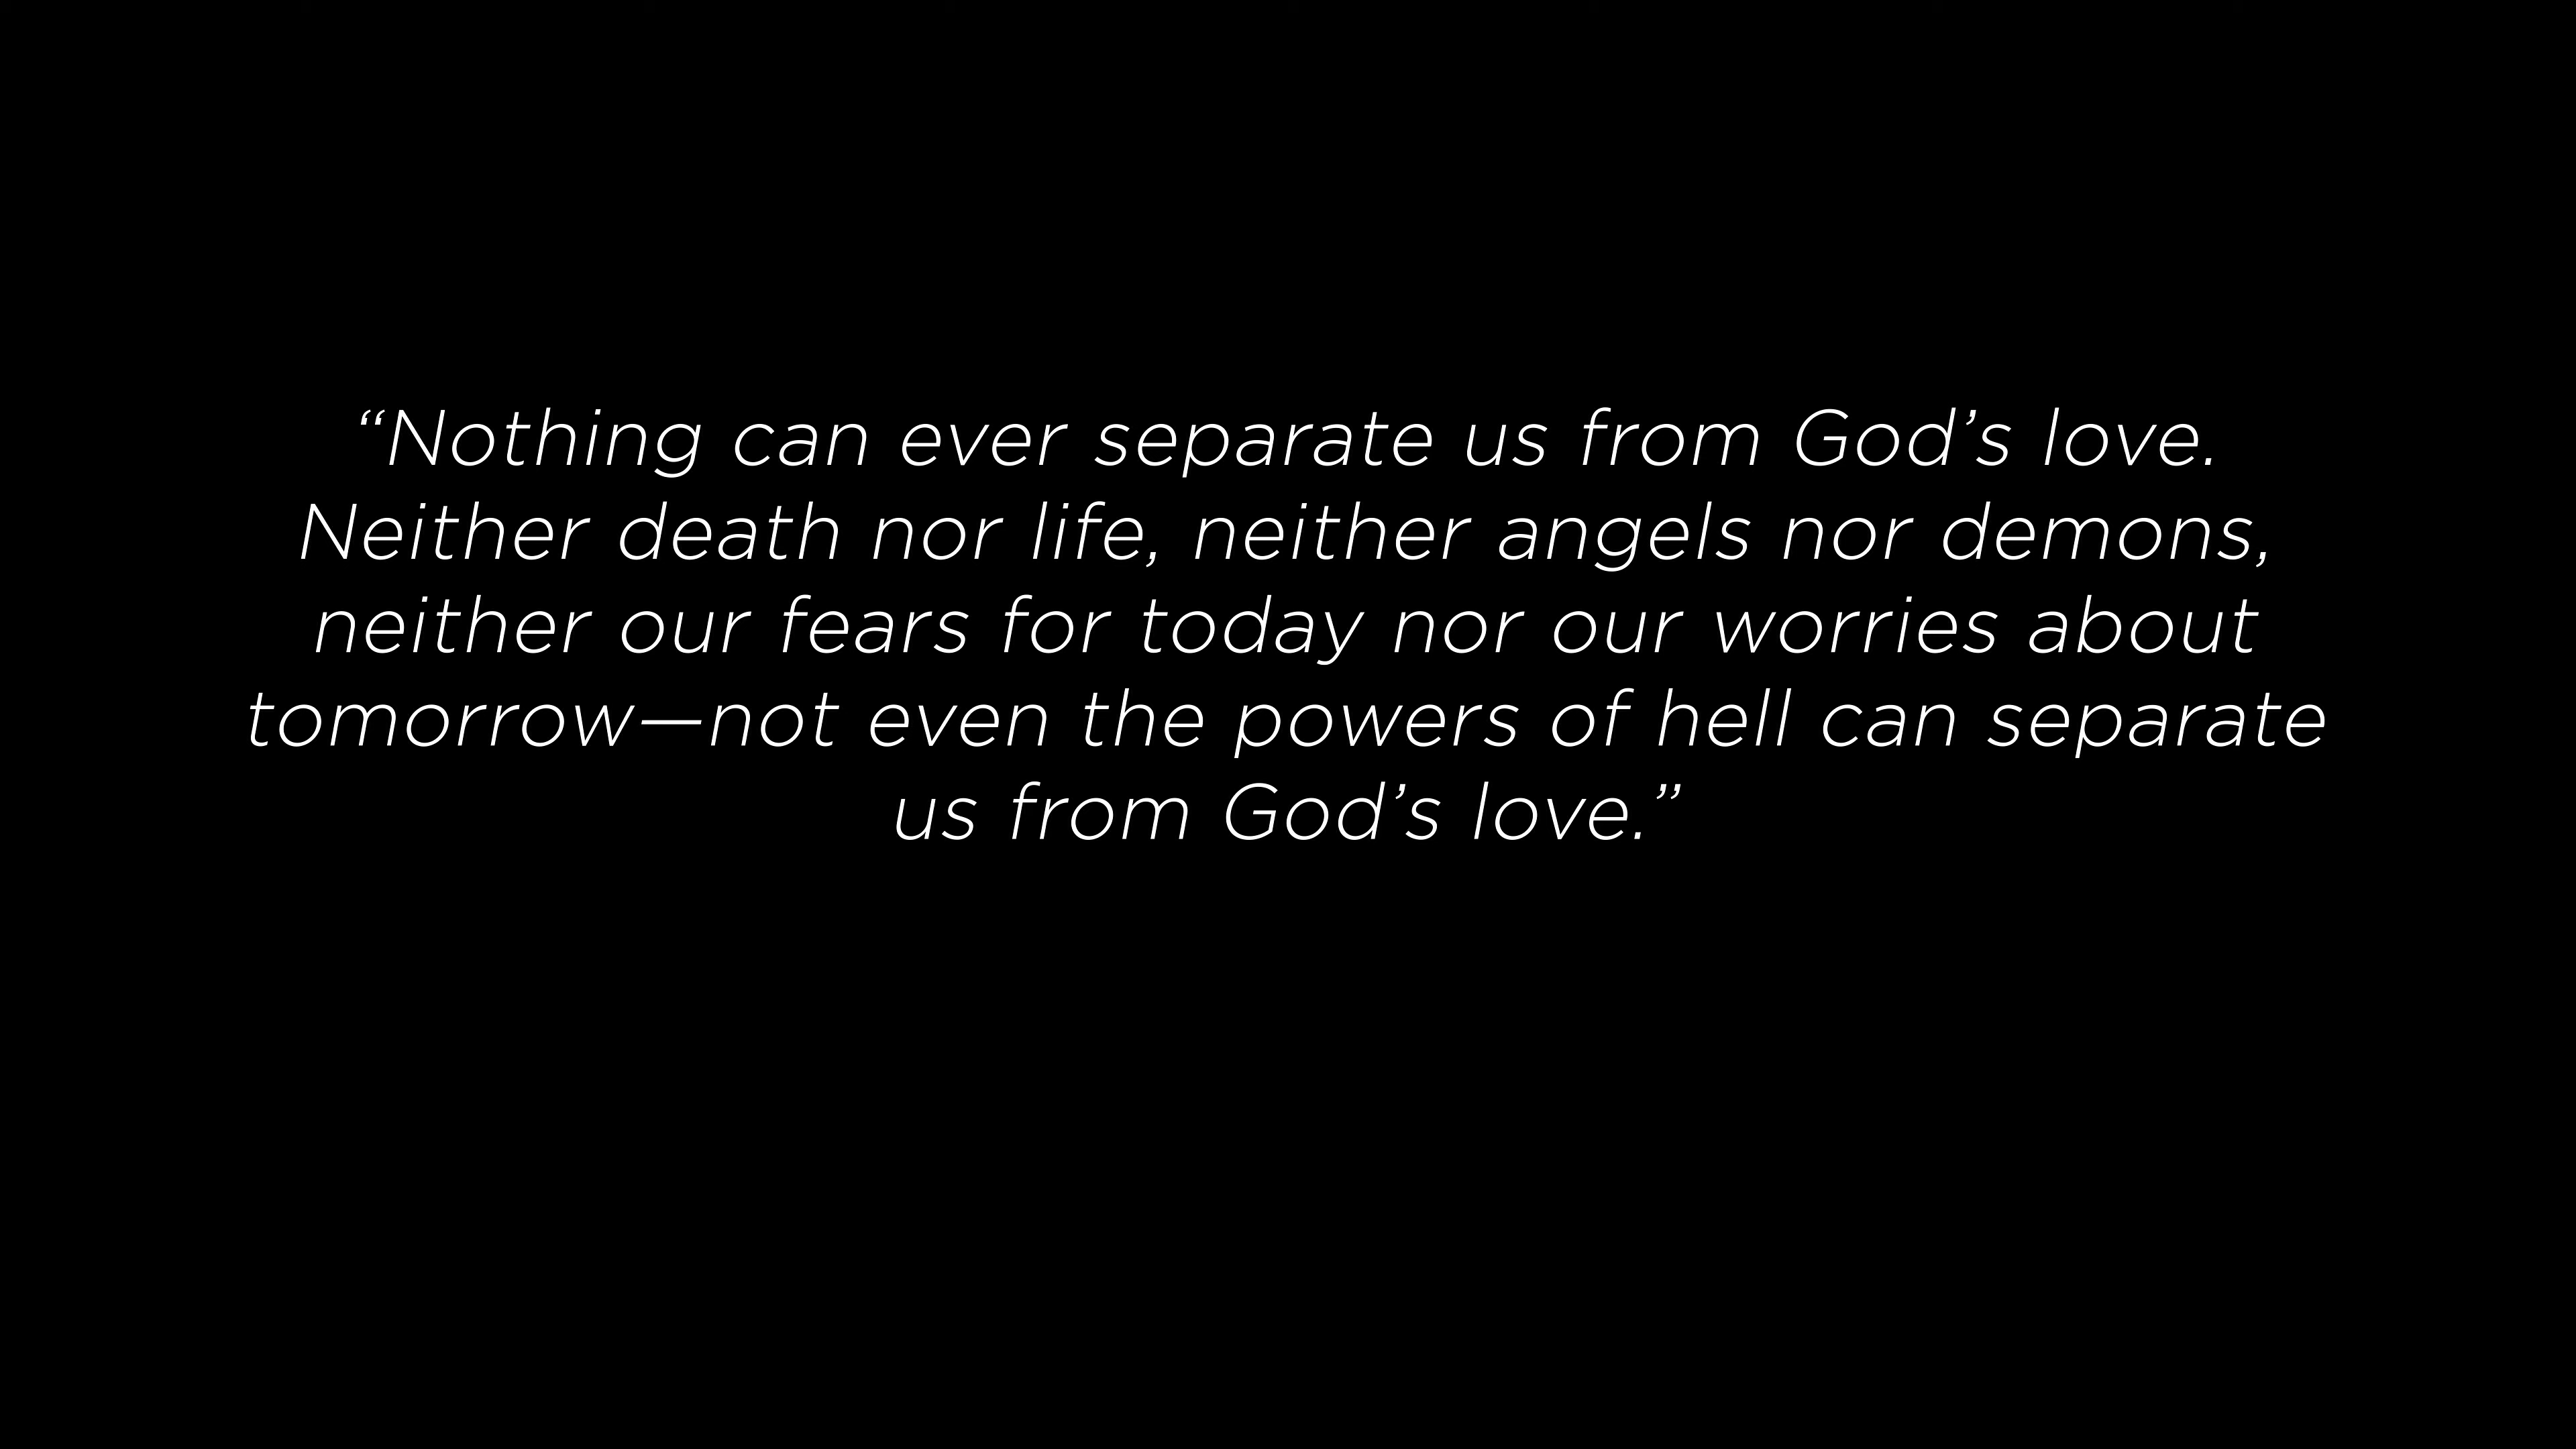 “Nothing can ever separate us from God’s love.
Neither death nor life, neither angels nor demons,
neither our fears for today nor our worries about
tomorrow—not even the powers of hell can separate
us from God’s love.”